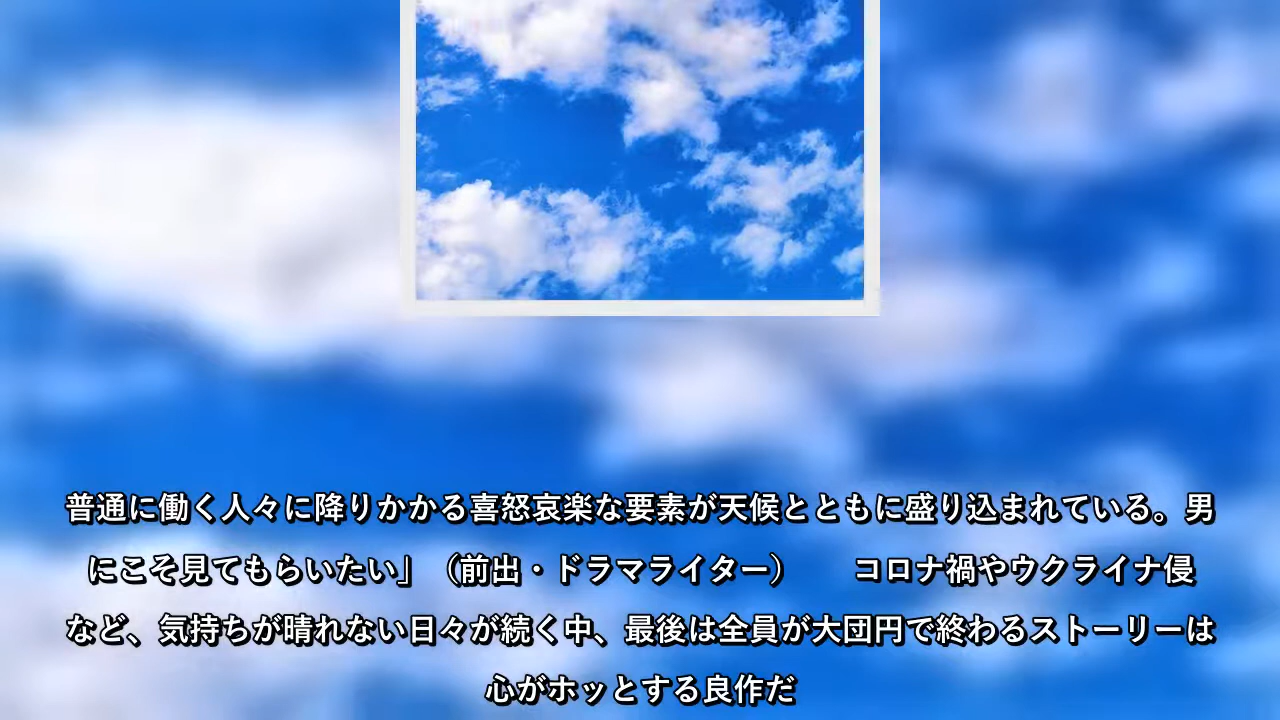 普通に働く人々に降りかかる喜怒哀楽な要素が天候とともに盛り込まれている。男
にこそ見てもらいたい」（前出・ドラマライター）　　コロナ禍やウクライナ侵
など、気持ちが晴れない日々が続く中、最後は全員が大団円で終わるストーリーは
心がホッとする良作だ